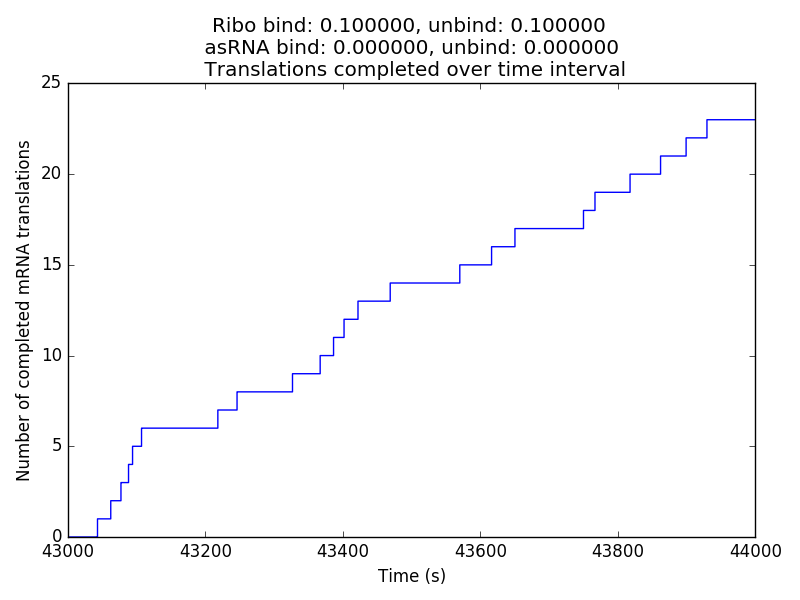 Ribo bind: 0.100000, unbind: 0.100000
asRNA bind: 0.000000, unbind: 0.000000
Translations completed over time interval
25
20
15
10
5
0
Number of completed mRNA translations
43000 43200 43400 43600 43800 44000
Time (s)